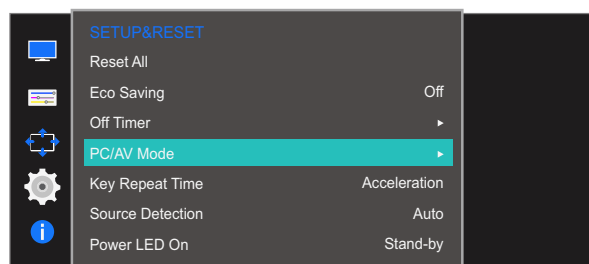 SETUP&RESET
Reset All
Eco Saving Off
Off Timer ▸
PC/AV Mode ▸
Key Repeat Time Acceleration
Source Detection Auto
Power LED On Stand-by